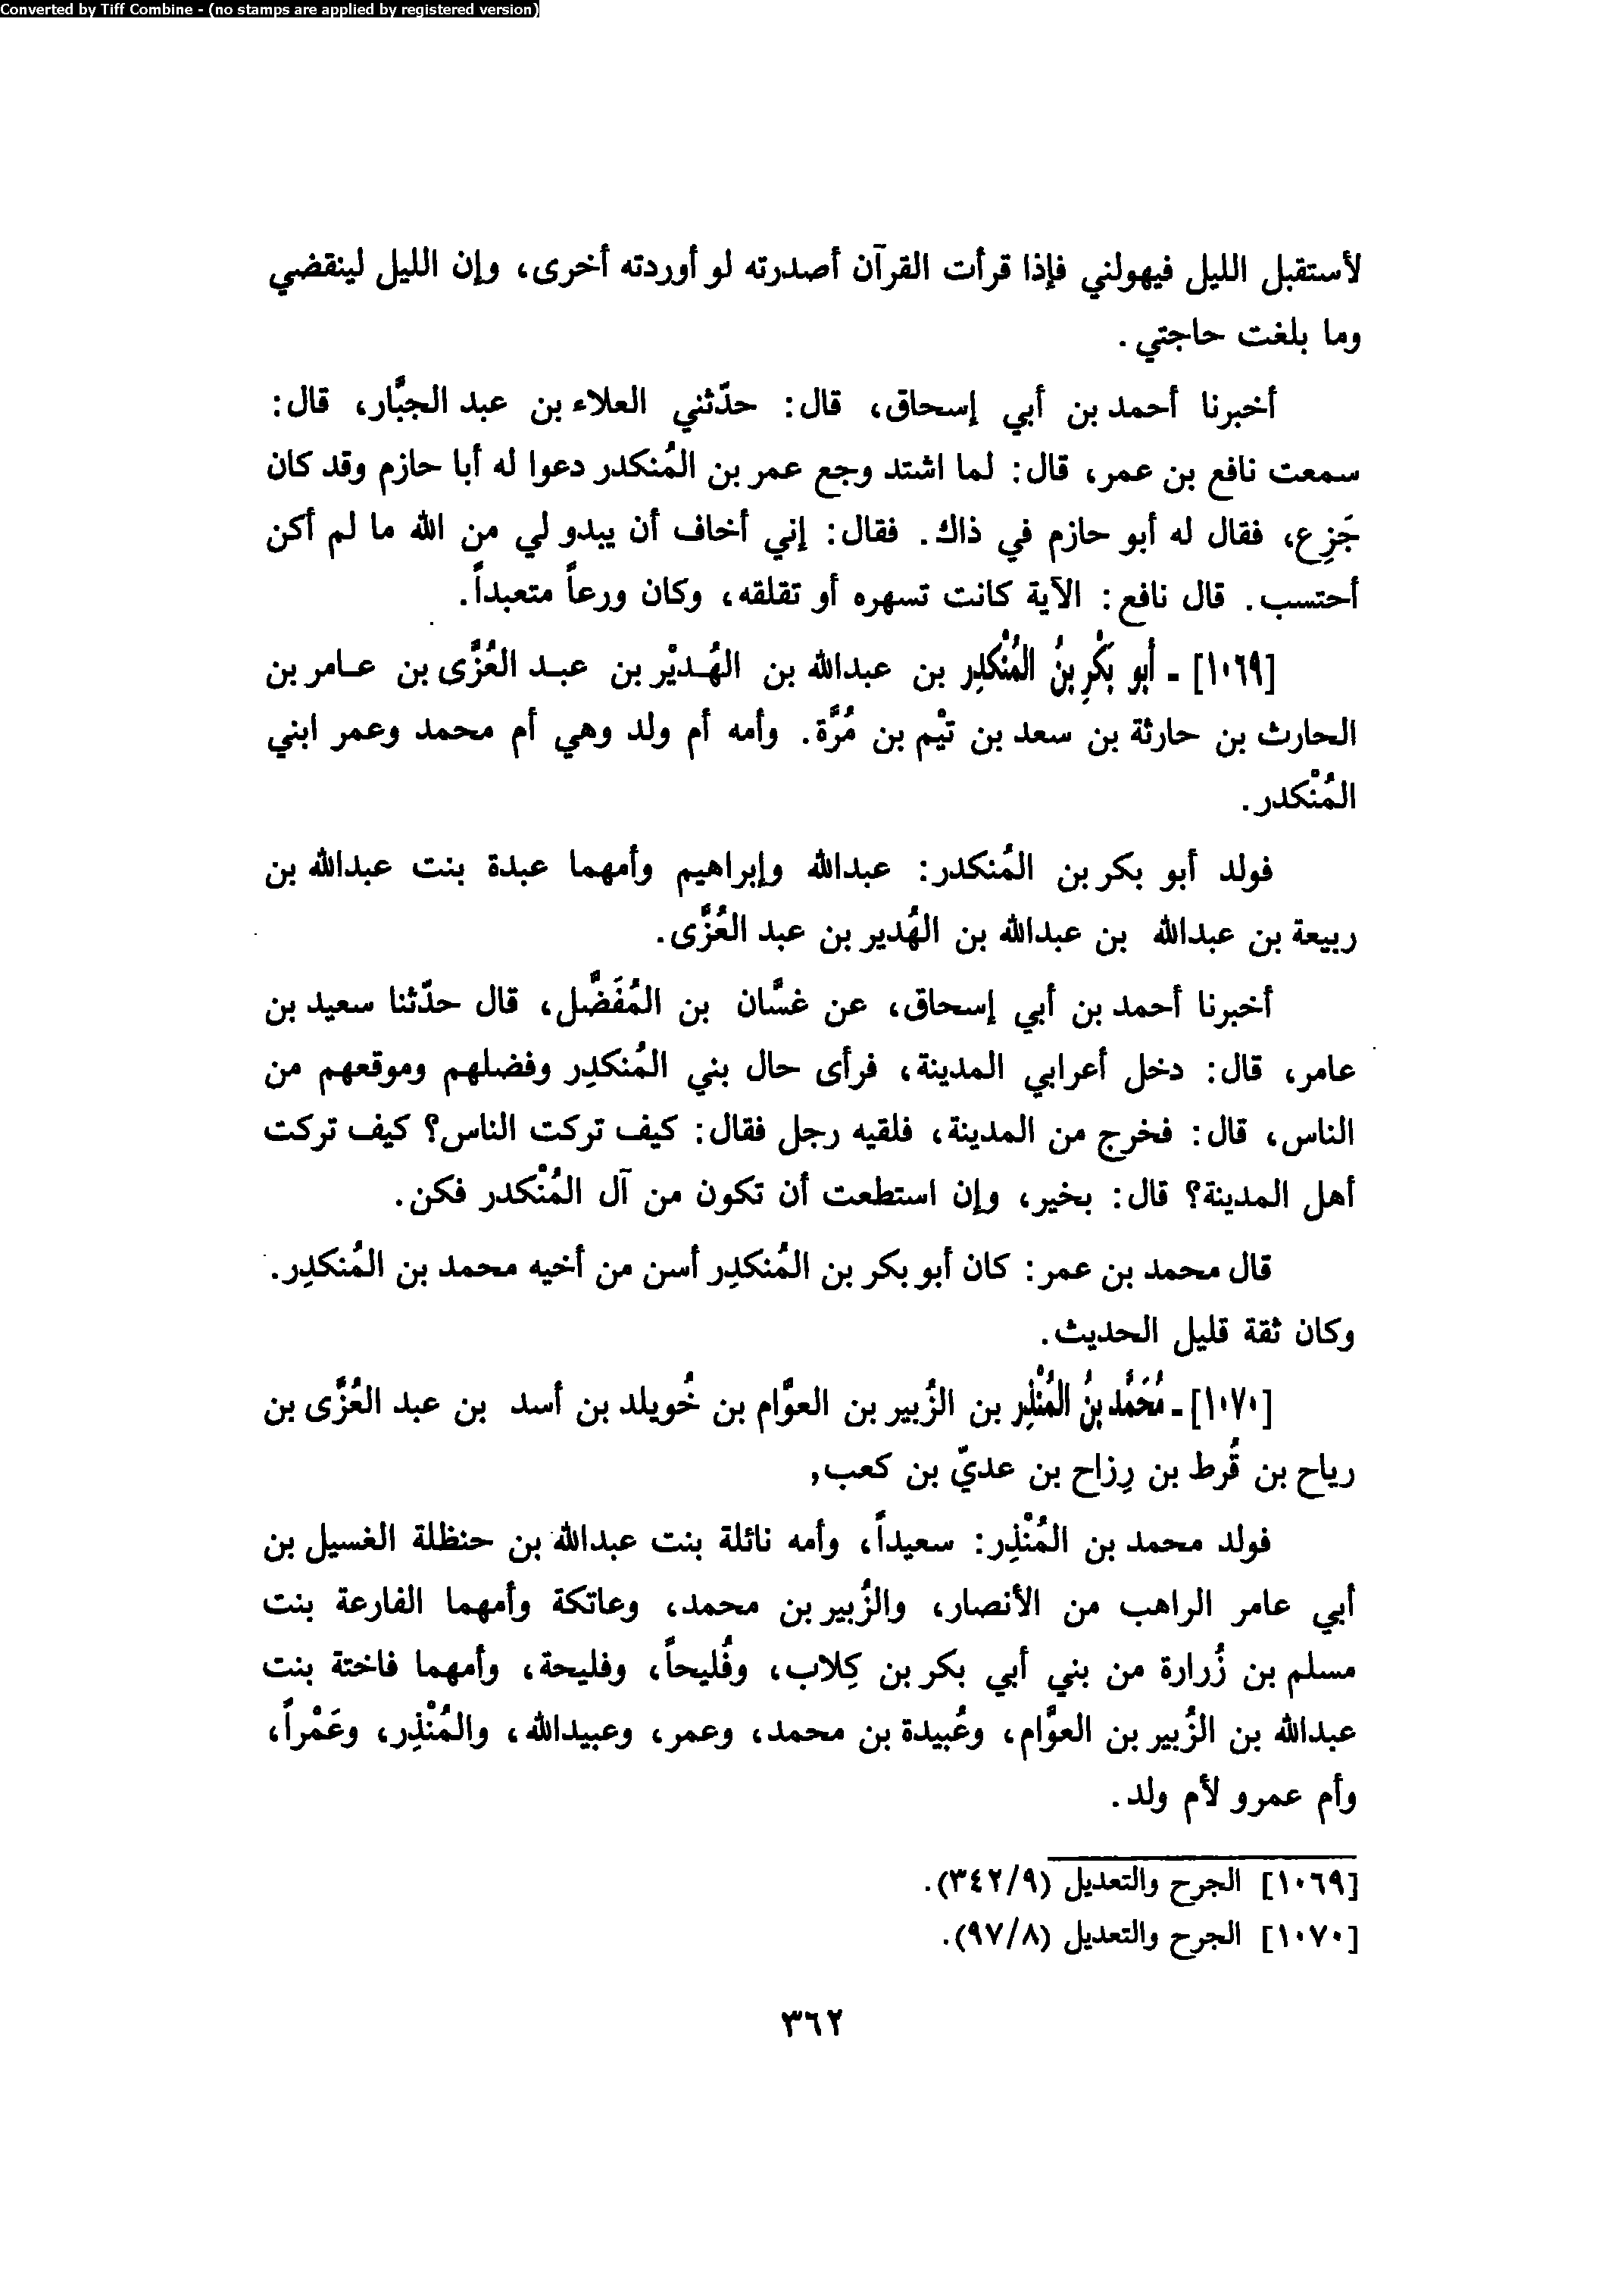 Converted by Tiff Combine - (no stamps are applied by registered version)
لأستقبل الليل فيهولني فإذا قرأت القرآن أصدرته لو أوردته أخرى، وإن الليل لينقضي
وما بلغت حاجتي.
أخبرنا أحمد بن أبي إسحاق، قال: حدّثني العلاء بن عبد الجبَّار، قال:
سمعت نافع بن عمر، قال: لما اشتد وجع عمر بن المُنكدر دعوا له أبا حازم وقد كان
جَزِع، فقال له أبو حازم في ذاك. فقال: إني أخاف أن يبدو لي من الله ما لم أكن
أحتسب. قال نافع: الآية كانت تسهره أو تقلقه، وكان ورعاً متعبداً.
[١٠٦٩] - أبو بَكْرِ بنُ المُنْكَدِر بن عبدالله بن الهُديْر بن عبد العُزَّى بن عامر بن
الحارث بن حارثة بن سعد بن تيْم بن مُرَّة. وأمه أم ولد وهي أم محمد وعمر ابني
المُنْكدر.
فولد أبو بكر بن المُنكدر: عبدالله وإبراهيم وأمهما عبدة بنت عبدالله بن
ربيعة بن عبدالله بن عبدالله بن الهُدير بن عبد العُزَّى.
أخبرنا أحمد بن أبي إسحاق، عن غسَّان بن المُفَضَّل، قال حدّثنا سعيد بن
عامر، قال: دخل أعرابي المدينة، فرأى حال بني المُنكدِر وفضلهم وموقعهم من
الناس، قال: فخرج من المدينة، فلقيه رجل فقال: كيف تركت الناس؟ كيف تركت
أهل المدينة؟ قال: بخير، وإن استطعت أن تكون من آل المُنْكدر فكن.
قال محمد بن عمر: كان أبو بكر بن المُنكدِر أسن من أخيه محمد بن المُنكدِر.
وكان ثقة قليل الحديث.
[١٠٧٠] - مُحَمَّد بنُ المُنْذِر بن الزُبير بن العوَّام بن خُويلد بن أسد بن عبد العُزَّى بن
رياح بن قُرط بن رِزاح بن عديّ بن كعب,
فولد محمد بن المُنْذِر: سعيداً، وأمه نائلة بنت عبدالله بن حنظلة الغسيل بن
أبي عامر الراهب من الأنصار، والزُبير بن محمد، وعاتكة وأمهما الفارعة بنت
مسلم بن زُرارة من بني أبي بكر بن كِلاب، وفُليحاً، وفليحة، وأمهما فاختة بنت
عبدالله بن الزُبير بن العوَّام، وعُبيدة بن محمد، وعمر، وعبيدالله، والمُنْذِر، وعَمْراً،
وأم عمرو لأم ولد.
[١٠٦٩] الجرح والتعديل (٣٤٢/٩).
[١٠٧٠] الجرح والتعديل (٩٧/٨).
٣٦٢